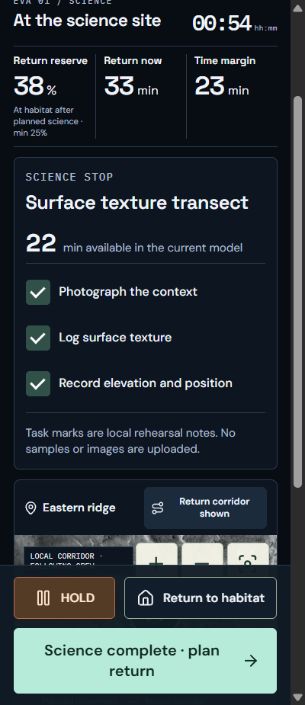 EVA 01 / SCIENCE
At the science site
00:54 hh:mm
Return reserve
38 %
At habitat after
planned science ·
min 25%
Return now
33 min
Time margin
23 min
SCIENCE STOP
Surface texture transect
22 min available in the current model
Photograph the context
Log surface texture
Record elevation and position
Task marks are local rehearsal notes. No
samples or images are uploaded.
Eastern ridge
Return corridor
shown
LOCAL CORRIDOR ·
HOLD
Return to habitat
Science complete · plan
return